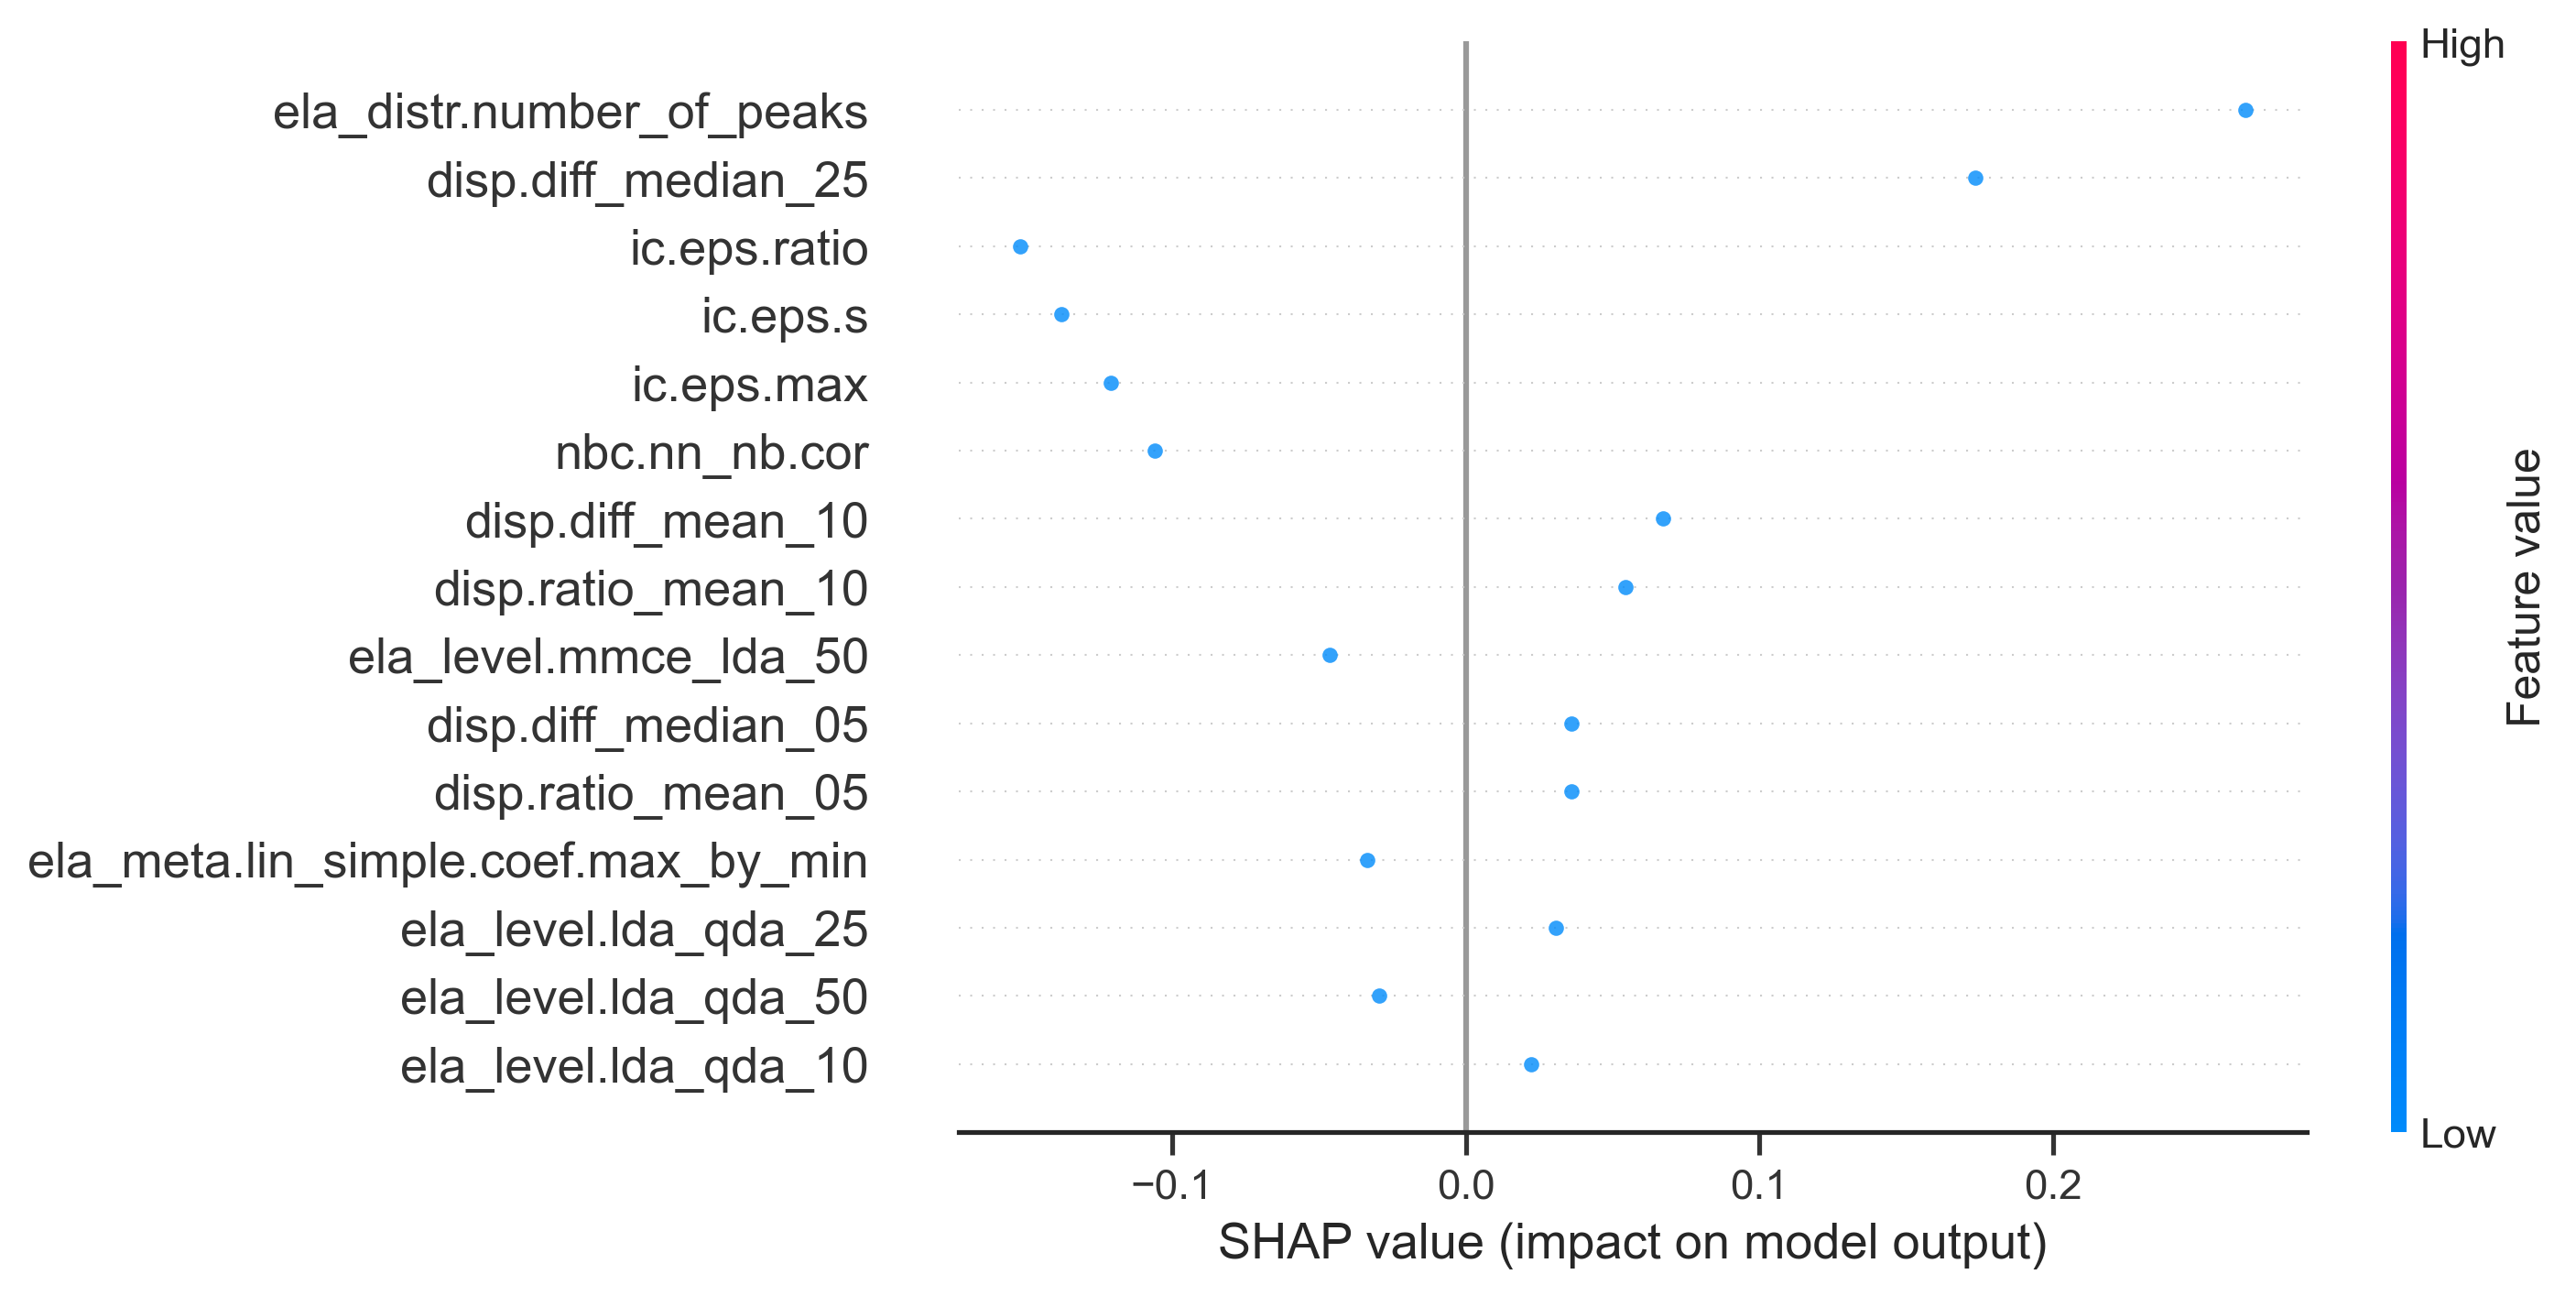 High
ela_distr.number_of_peaks
disp.diff_median_25
ic.eps.ratio
ic.eps.s
ic.eps.max
nbc.nn_nb.cor
disp.diff_mean_10
disp.ratio_mean_10
ela_level.mmce_lda_50
disp.diff_median_05
disp.ratio_mean_05
ela_meta.lin_simple.coef.max_by_min
ela_level.lda_qda_25
ela_level.lda_qda_50
ela_level.lda_qda_10
Feature value
Low
−0.1 0.0 0.1 0.2
SHAP value (impact on model output)